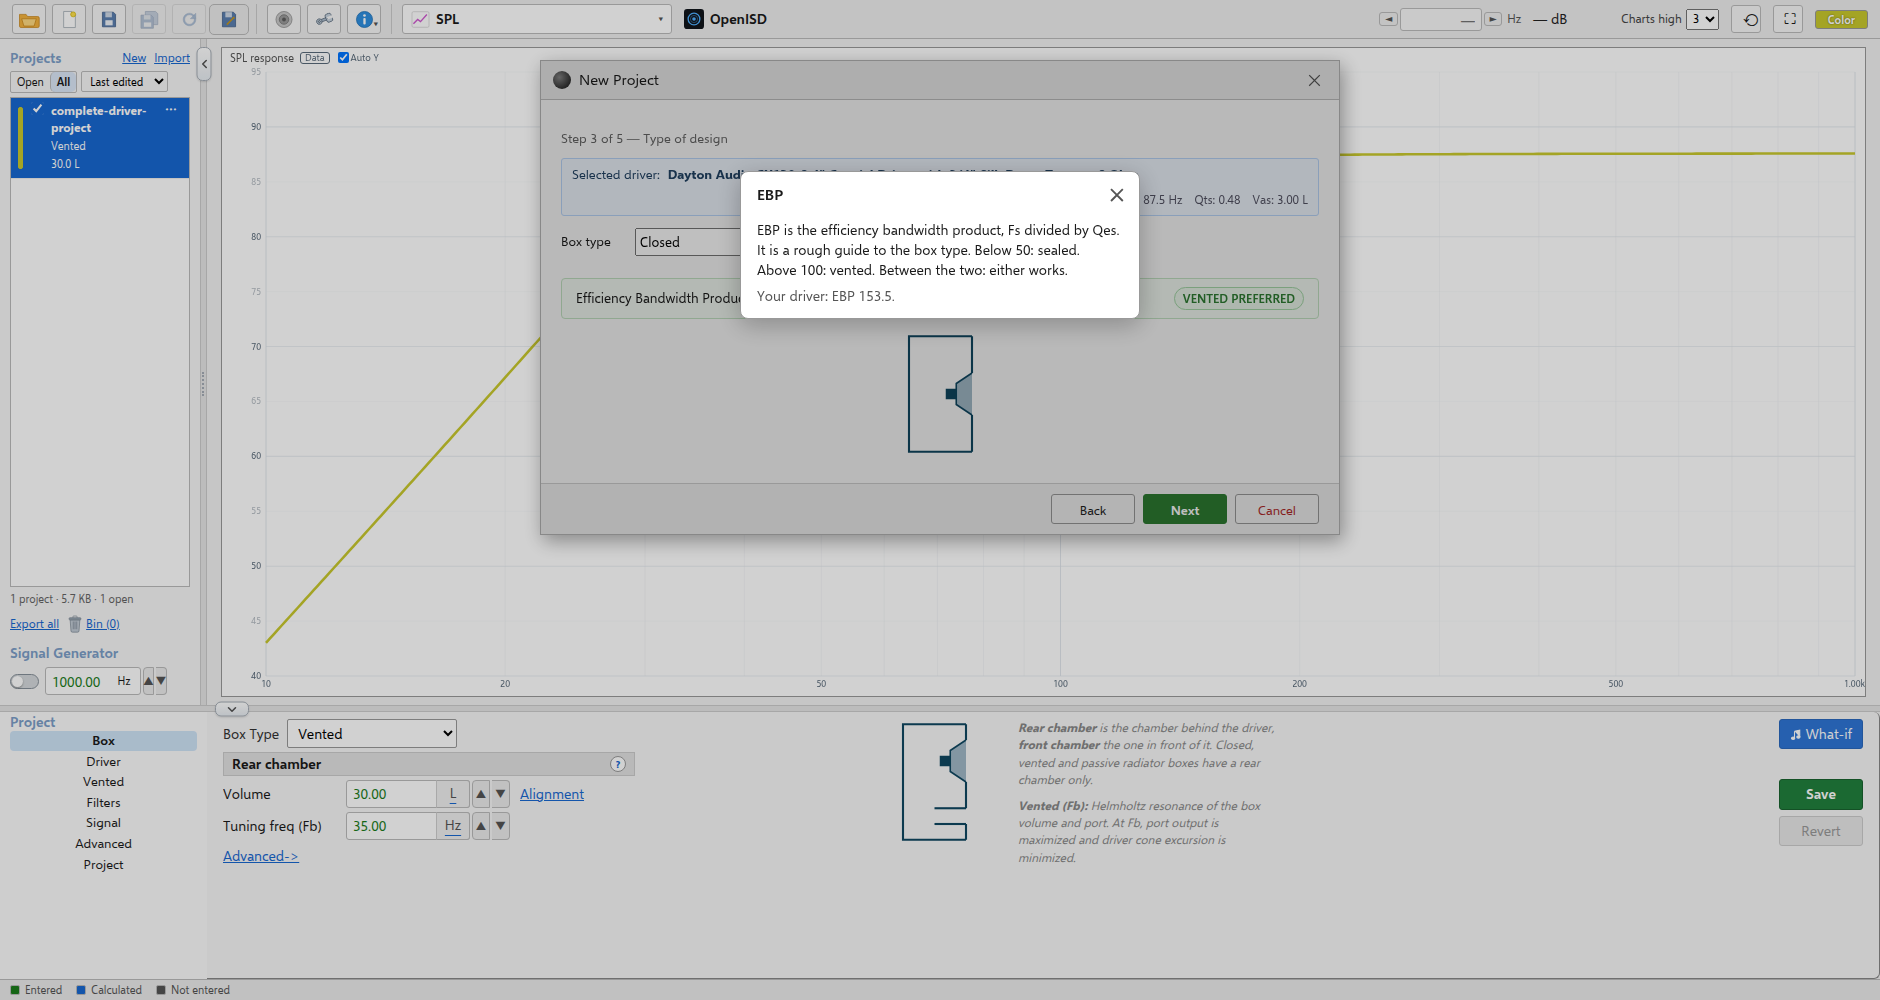 SPL
OpenISD
— Hz — dB
Charts high 3
Color
Projects New Import
Open All Last edited
complete-driver-project
Vented
30.0 L
1 project · 5.7 KB · 1 open
Export all Bin (0)
Signal Generator
1000.00 Hz
SPL response Data Auto Y
95
90
85
80
75
70
65
60
55
50
45
40
10 20 50 100 200 500 1.00k
New Project
Step 3 of 5 — Type of design
Selected driver: Dayton Aud
87.5 Hz Qts: 0.48 Vas: 3.00 L
Box type Closed
Efficiency Bandwidth Produ
VENTED PREFERRED
EBP
EBP is the efficiency bandwidth product, Fs divided by Qes.
It is a rough guide to the box type. Below 50: sealed.
Above 100: vented. Between the two: either works.
Your driver: EBP 153.5.
Back Next Cancel
Project
Box
Driver
Vented
Filters
Signal
Advanced
Project
Box Type Vented
Rear chamber ?
Volume 30.00 L Alignment
Tuning freq (Fb) 35.00 Hz
Advanced->
Rear chamber is the chamber behind the driver,
front chamber the one in front of it. Closed,
vented and passive radiator boxes have a rear
chamber only.
Vented (Fb): Helmholtz resonance of the box
volume and port. At Fb, port output is
maximized and driver cone excursion is
minimized.
What-if
Save
Revert
Entered Calculated Not entered